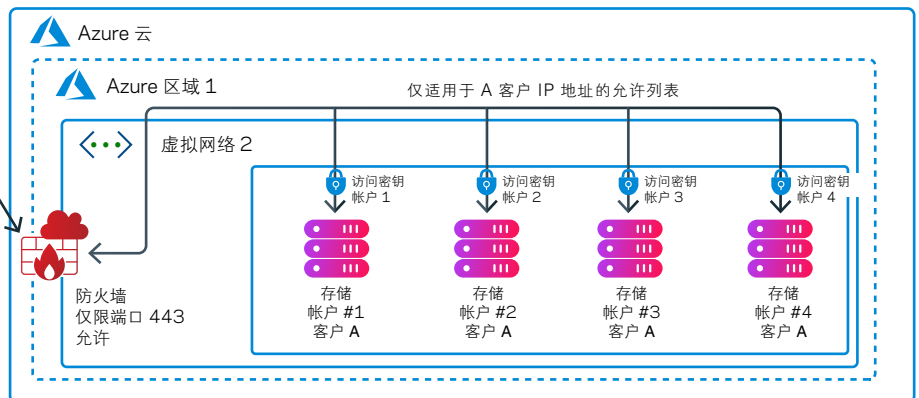 Azure 云
Azure 区域 1
仅适用于 A 客户 IP 地址的允许列表
虚拟网络 2
访问密钥
帐户 1
访问密钥
帐户 2
访问密钥
帐户 3
访问密钥
帐户 4
防火墙
仅限端口 443
允许
存储
帐户 #1
客户 A
存储
帐户 #2
客户 A
存储
帐户 #3
客户 A
存储
帐户 #4
客户 A